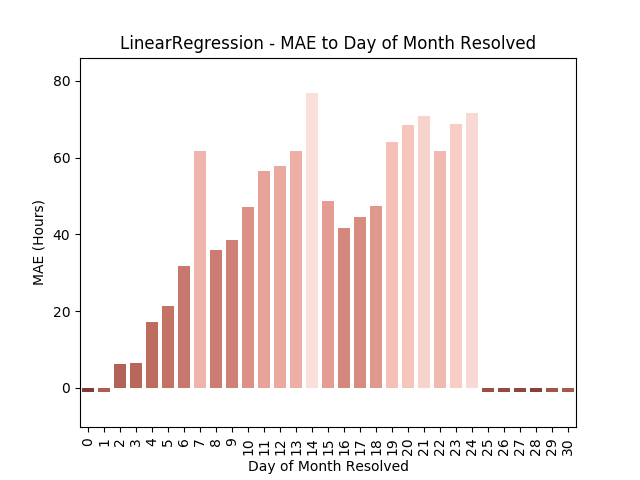 LinearRegression - MAE to Day of Month Resolved
80
60
40
20
0
MAE (Hours)
0 1 2 3 4 5 6 7 8 9 10 11 12 13 14 15 16 17 18 19 20 21 22 23 24 25 26 27 28 29 30
Day of Month Resolved